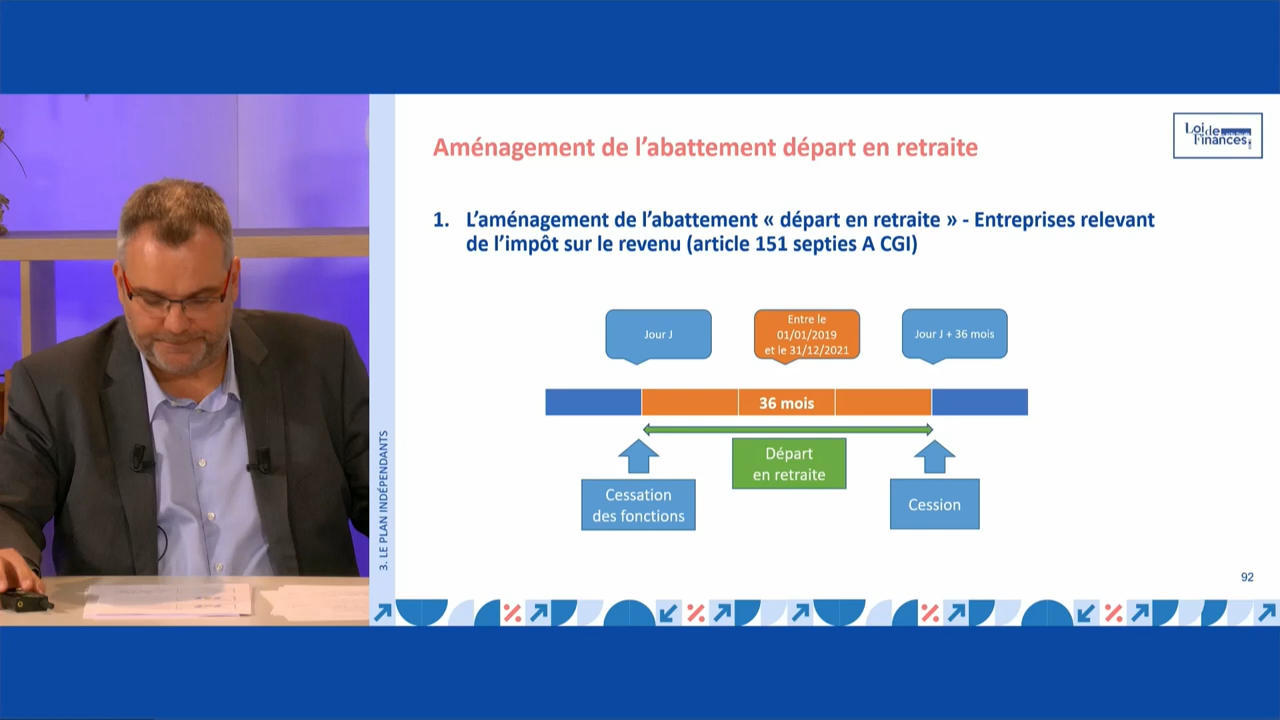 Aménagement de l'abattement départ en retraite
Loi de
Finances
1. L'aménagement de l'abattement « départ en retraite » - Entreprises relevant
de l'impôt sur le revenu (article 151 septies A CGI)
Jour J
Entre le
01/01/2019
et le 31/12/2021
Jour J + 36 mois
36 mois
Départ
en retraite
Cessation
des fonctions
Cession
3. LE PLAN INDÉPENDANTS
92